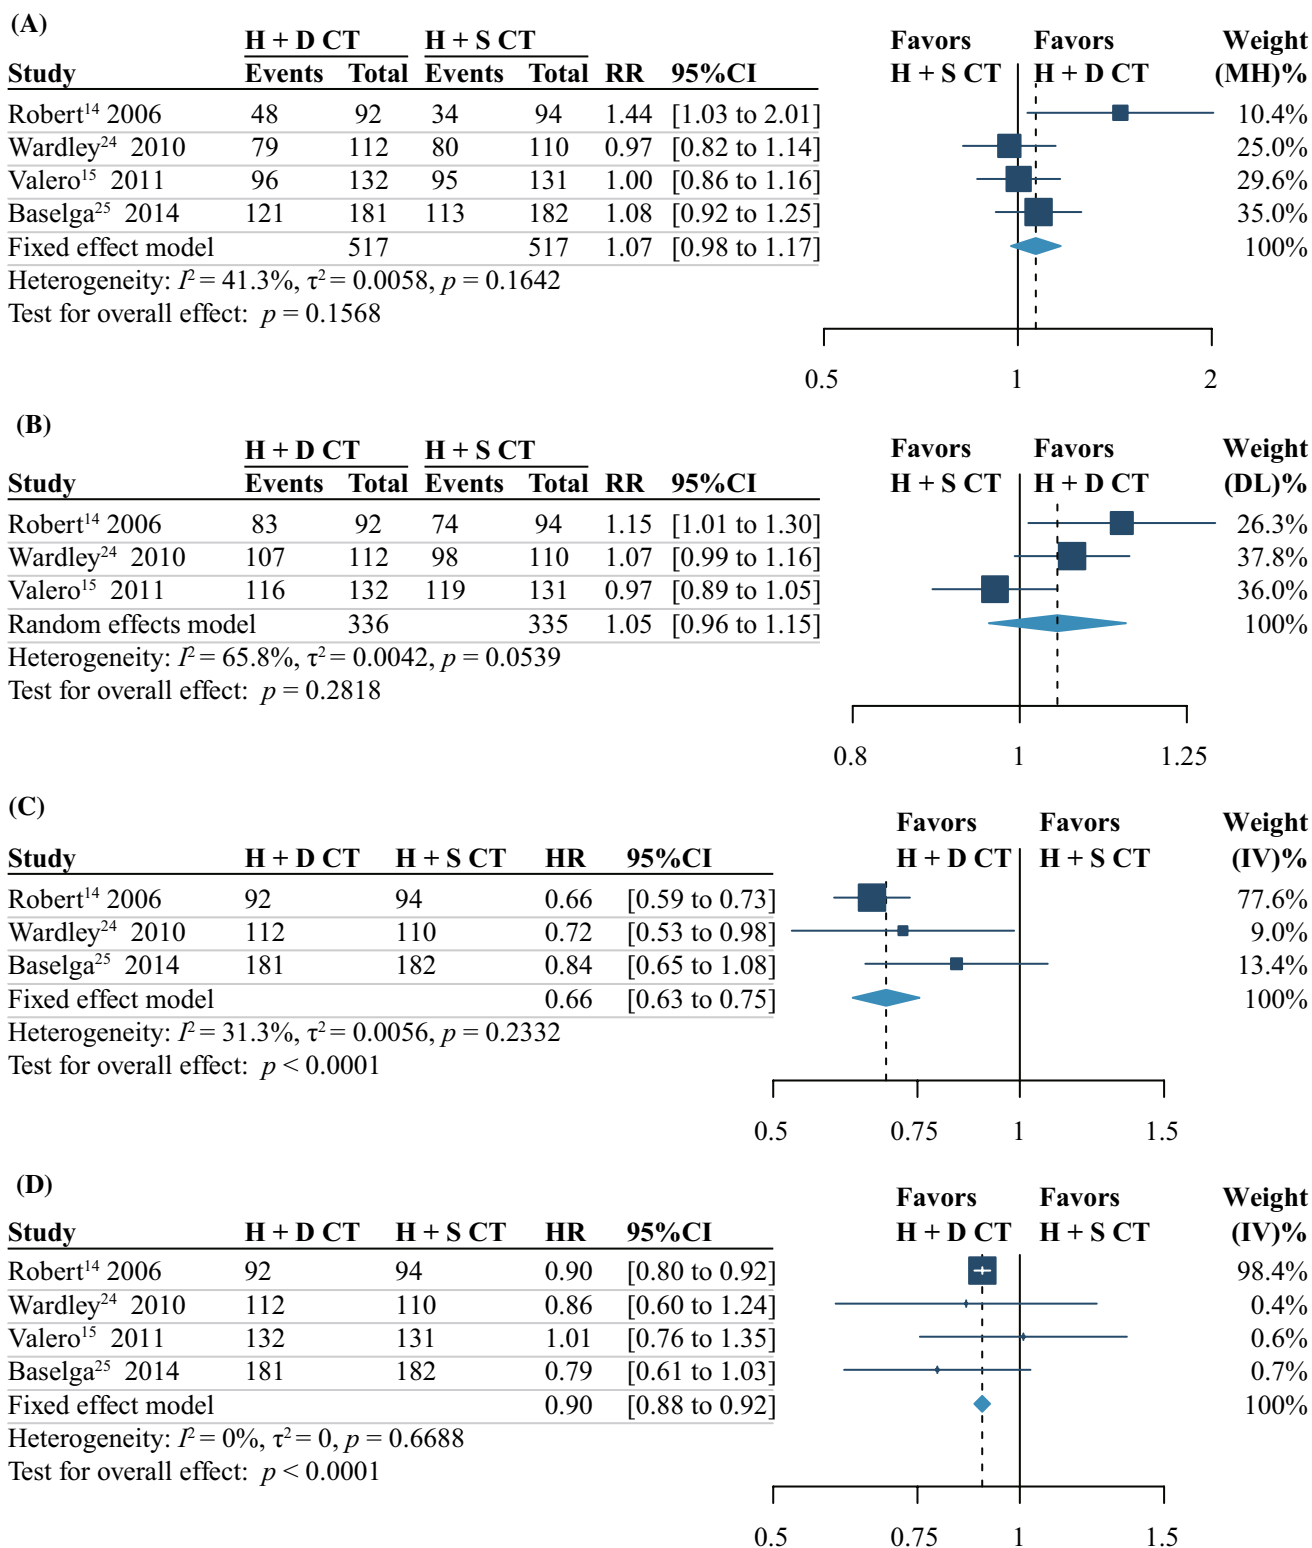 (A)
H + D CT H + S CT Favors Favors Weight
Study Events Total Events Total RR 95%CI H + S CT H + D CT (MH)%
Robert¹⁴ 2006 48 92 34 94 1.44 [1.03 to 2.01] 10.4%
Wardley²⁴ 2010 79 112 80 110 0.97 [0.82 to 1.14] 25.0%
Valero¹⁵ 2011 96 132 95 131 1.00 [0.86 to 1.16] 29.6%
Baselga²⁵ 2014 121 181 113 182 1.08 [0.92 to 1.25] 35.0%
Fixed effect model 517 517 1.07 [0.98 to 1.17] 100%
Heterogeneity: I² = 41.3%, τ² = 0.0058, p = 0.1642
Test for overall effect: p = 0.1568
0.5 1 2
(B)
H + D CT H + S CT Favors Favors Weight
Study Events Total Events Total RR 95%CI H + S CT H + D CT (DL)%
Robert¹⁴ 2006 83 92 74 94 1.15 [1.01 to 1.30] 26.3%
Wardley²⁴ 2010 107 112 98 110 1.07 [0.99 to 1.16] 37.8%
Valero¹⁵ 2011 116 132 119 131 0.97 [0.89 to 1.05] 36.0%
Random effects model 336 335 1.05 [0.96 to 1.15] 100%
Heterogeneity: I² = 65.8%, τ² = 0.0042, p = 0.0539
Test for overall effect: p = 0.2818
0.8 1 1.25
(C)
Favors Favors Weight
Study H + D CT H + S CT HR 95%CI H + D CT H + S CT (IV)%
Robert¹⁴ 2006 92 94 0.66 [0.59 to 0.73] 77.6%
Wardley²⁴ 2010 112 110 0.72 [0.53 to 0.98] 9.0%
Baselga²⁵ 2014 181 182 0.84 [0.65 to 1.08] 13.4%
Fixed effect model 0.66 [0.63 to 0.75] 100%
Heterogeneity: I² = 31.3%, τ² = 0.0056, p = 0.2332
Test for overall effect: p < 0.0001
0.5 0.75 1 1.5
(D)
Favors Favors Weight
Study H + D CT H + S CT HR 95%CI H + D CT H + S CT (IV)%
Robert¹⁴ 2006 92 94 0.90 [0.80 to 0.92] 98.4%
Wardley²⁴ 2010 112 110 0.86 [0.60 to 1.24] 0.4%
Valero¹⁵ 2011 132 131 1.01 [0.76 to 1.35] 0.6%
Baselga²⁵ 2014 181 182 0.79 [0.61 to 1.03] 0.7%
Fixed effect model 0.90 [0.88 to 0.92] 100%
Heterogeneity: I² = 0%, τ² = 0, p = 0.6688
Test for overall effect: p < 0.0001
0.5 0.75 1 1.5